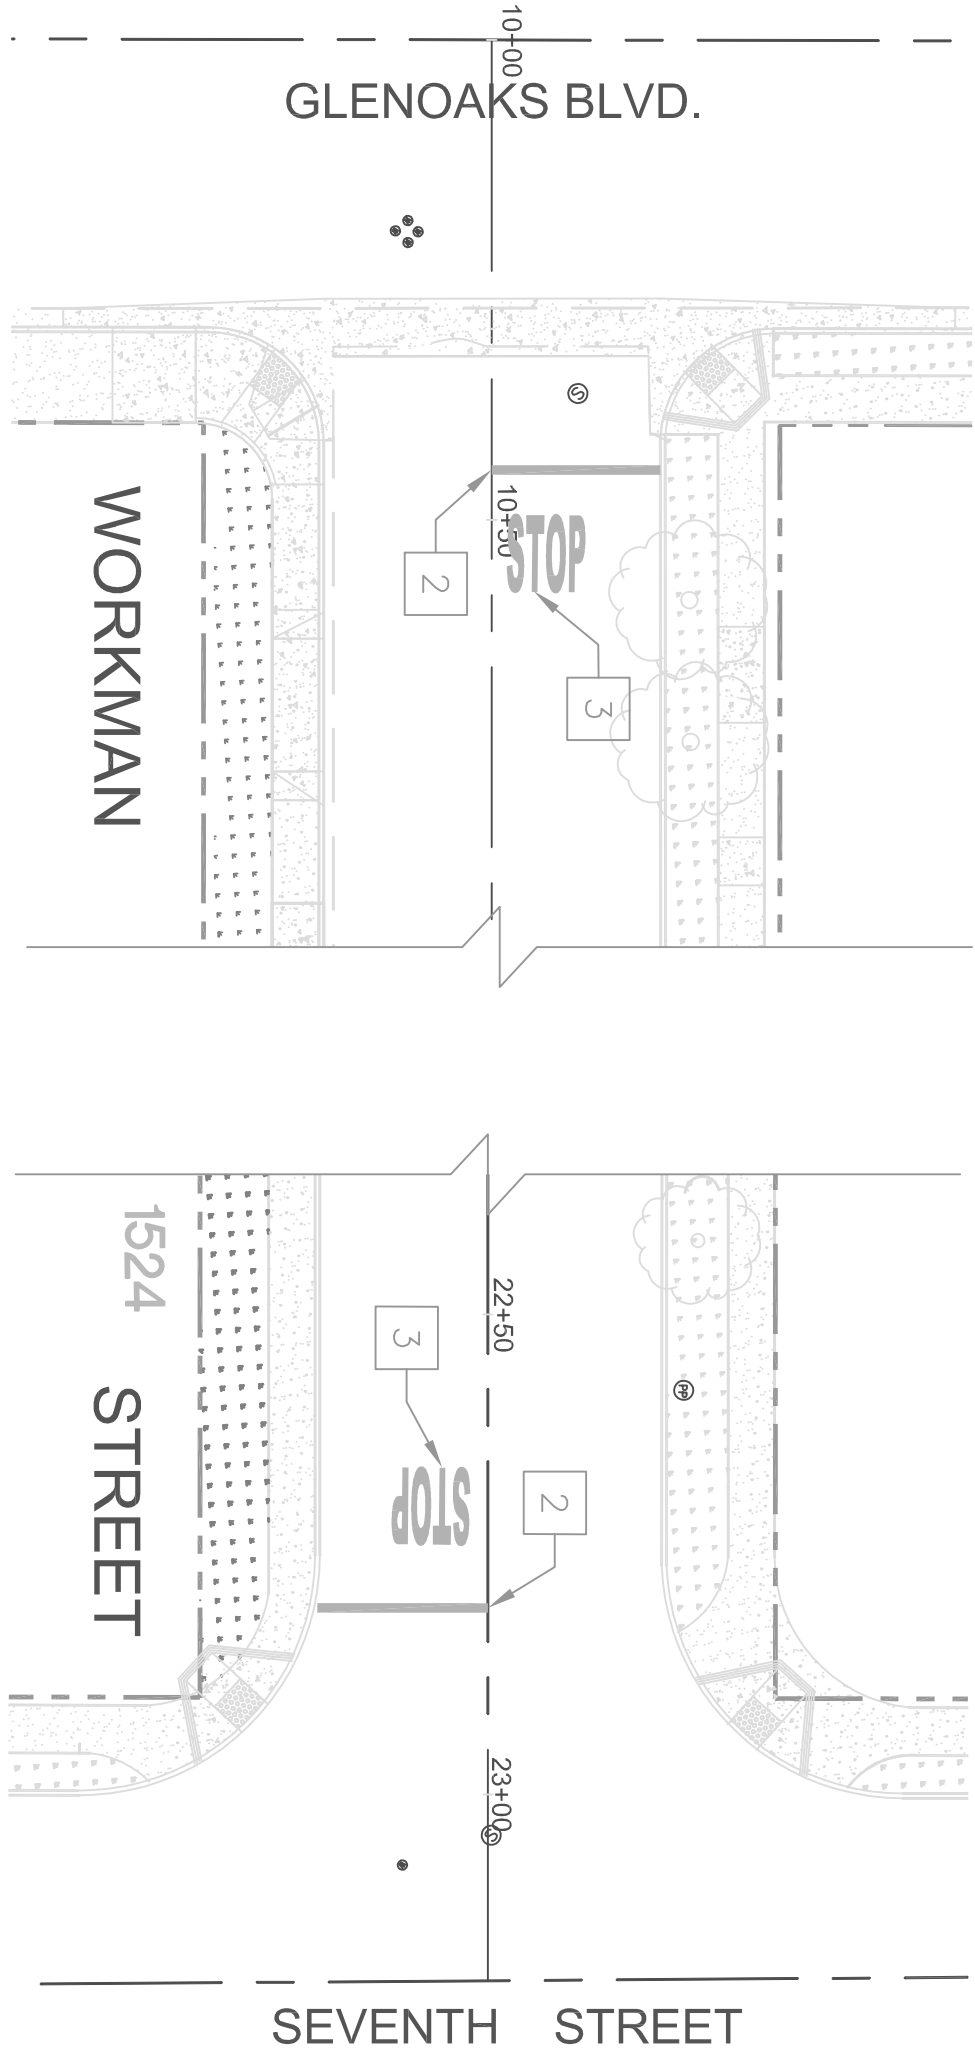 10+00
GLENOAKS BLVD.
S
10+50
STOP
2
3
WORKMAN
1524
STREET
22+50
3
PP
STOP
2
23+00
S
SEVENTH STREET